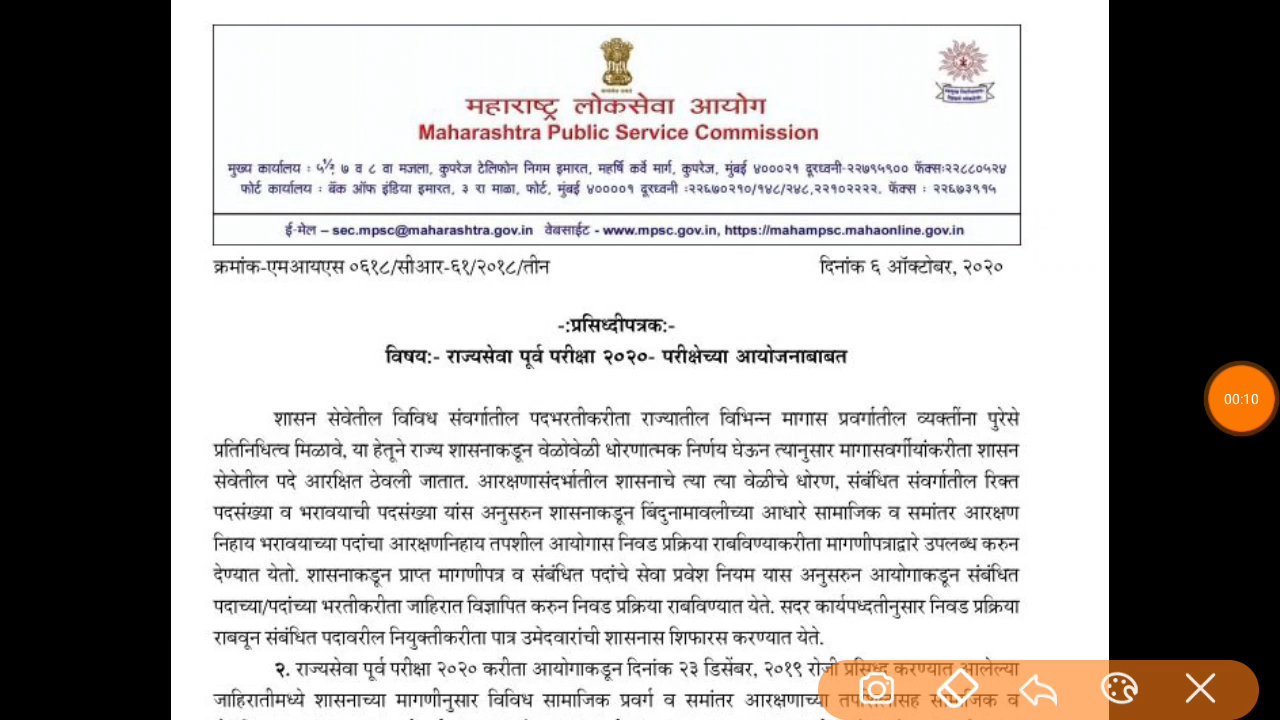 महाराष्ट्र लोकसेवा आयोग
Maharashtra Public Service Commission
मुख्य कार्यालय : ५½, ७ व ८ वा मजला, कुपरेज टेलिफोन निगम इमारत, महर्षि कर्वे मार्ग, कुपरेज, मुंबई ४०००२१ दूरध्वनी-२२७९५९०० फॅक्स:२२८८०५२४
फोर्ट कार्यालय : बँक ऑफ इंडिया इमारत, ३ रा माळा, फोर्ट, मुंबई ४००००१ दूरध्वनी :२२६७०२१०/१४८/२४८,२२१०२२२२. फॅक्स : २२६७३९१५
ई-मेल – sec.mpsc@maharashtra.gov.in वेबसाईट - www.mpsc.gov.in, https://mahampsc.mahaonline.gov.in
क्रमांक-एमआयएस ०६१८/सीआर-६१/२०१८/तीन दिनांक ६ ऑक्टोबर, २०२०
-:प्रसिध्दीपत्रक:-
विषय:- राज्यसेवा पूर्व परीक्षा २०२०- परीक्षेच्या आयोजनाबाबत
शासन सेवेतील विविध संवर्गातील पदभरतीकरीता राज्यातील विभिन्न मागास प्रवर्गातील व्यक्तींना पुरेसे
प्रतिनिधित्व मिळावे, या हेतूने राज्य शासनाकडून वेळोवेळी धोरणात्मक निर्णय घेऊन त्यानुसार मागासवर्गीयांकरीता शासन
सेवेतील पदे आरक्षित ठेवली जातात. आरक्षणासंदर्भातील शासनाचे त्या त्या वेळीचे धोरण, संबंधित संवर्गातील रिक्त
पदसंख्या व भरावयाची पदसंख्या यांस अनुसरुन शासनाकडून बिंदुनामावलीच्या आधारे सामाजिक व समांतर आरक्षण
निहाय भरावयाच्या पदांचा आरक्षणनिहाय तपशील आयोगास निवड प्रक्रिया राबविण्याकरीता मागणीपत्राद्वारे उपलब्ध करुन
देण्यात येतो. शासनाकडून प्राप्त मागणीपत्र व संबंधित पदांचे सेवा प्रवेश नियम यास अनुसरुन आयोगाकडून संबंधित
पदाच्या/पदांच्या भरतीकरीता जाहिरात विज्ञापित करुन निवड प्रक्रिया राबविण्यात येते. सदर कार्यपध्दतीनुसार निवड प्रक्रिया
राबवून संबंधित पदावरील नियुक्तीकरीता पात्र उमेदवारांची शासनास शिफारस करण्यात येते.
२. राज्यसेवा पूर्व परीक्षा २०२० करीता आयोगाकडून दिनांक २३ डिसेंबर, २०१९ रोजी प्रसिध्द करण्यात आलेल्या
जाहिरातीमध्ये शासनाच्या मागणीनुसार विविध सामाजिक प्रवर्ग व समांतर आरक्षणाच्या तपशिलासह सामाजिक व
00:10